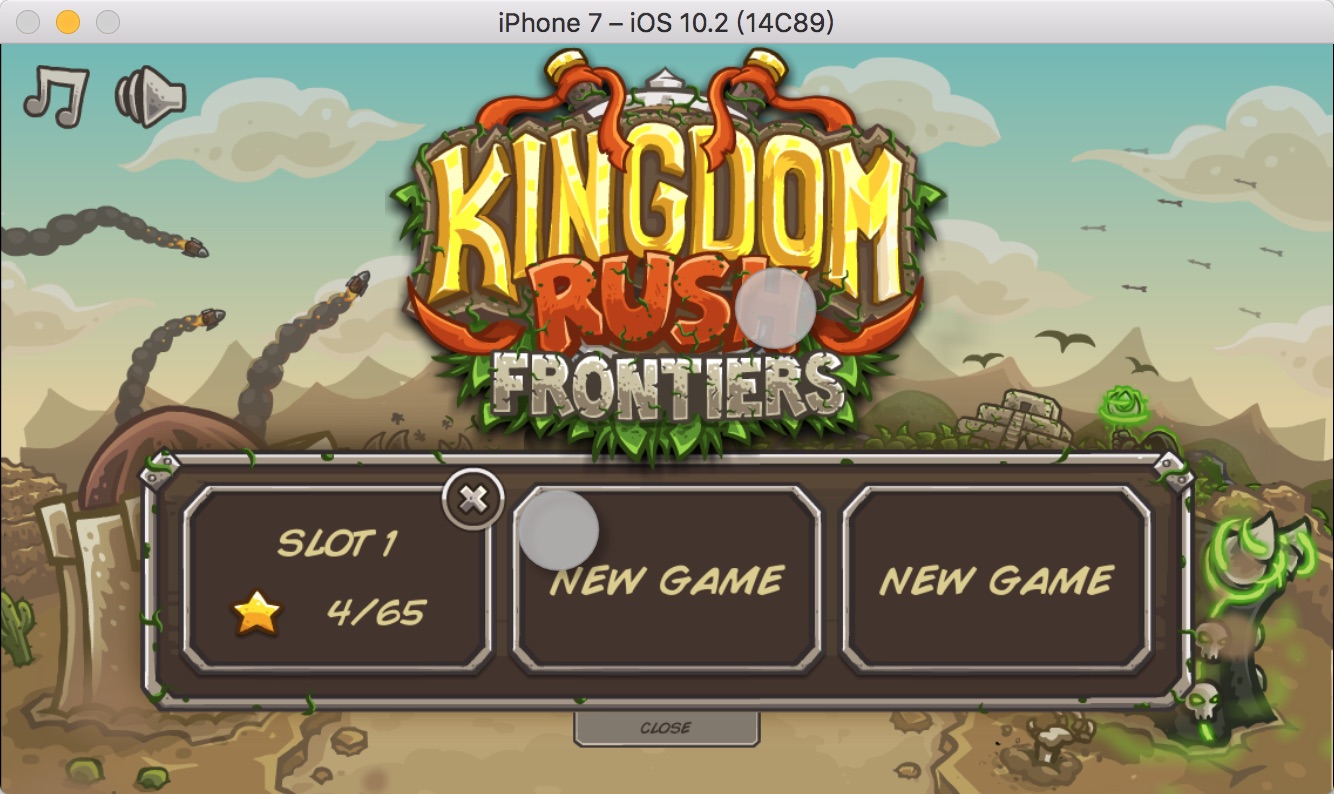 iPhone 7 – iOS 10.2 (14C89)
KINGDOM
RUSH
FRONTIERS
SLOT 1
4/65
NEW GAME
NEW GAME
CLOSE